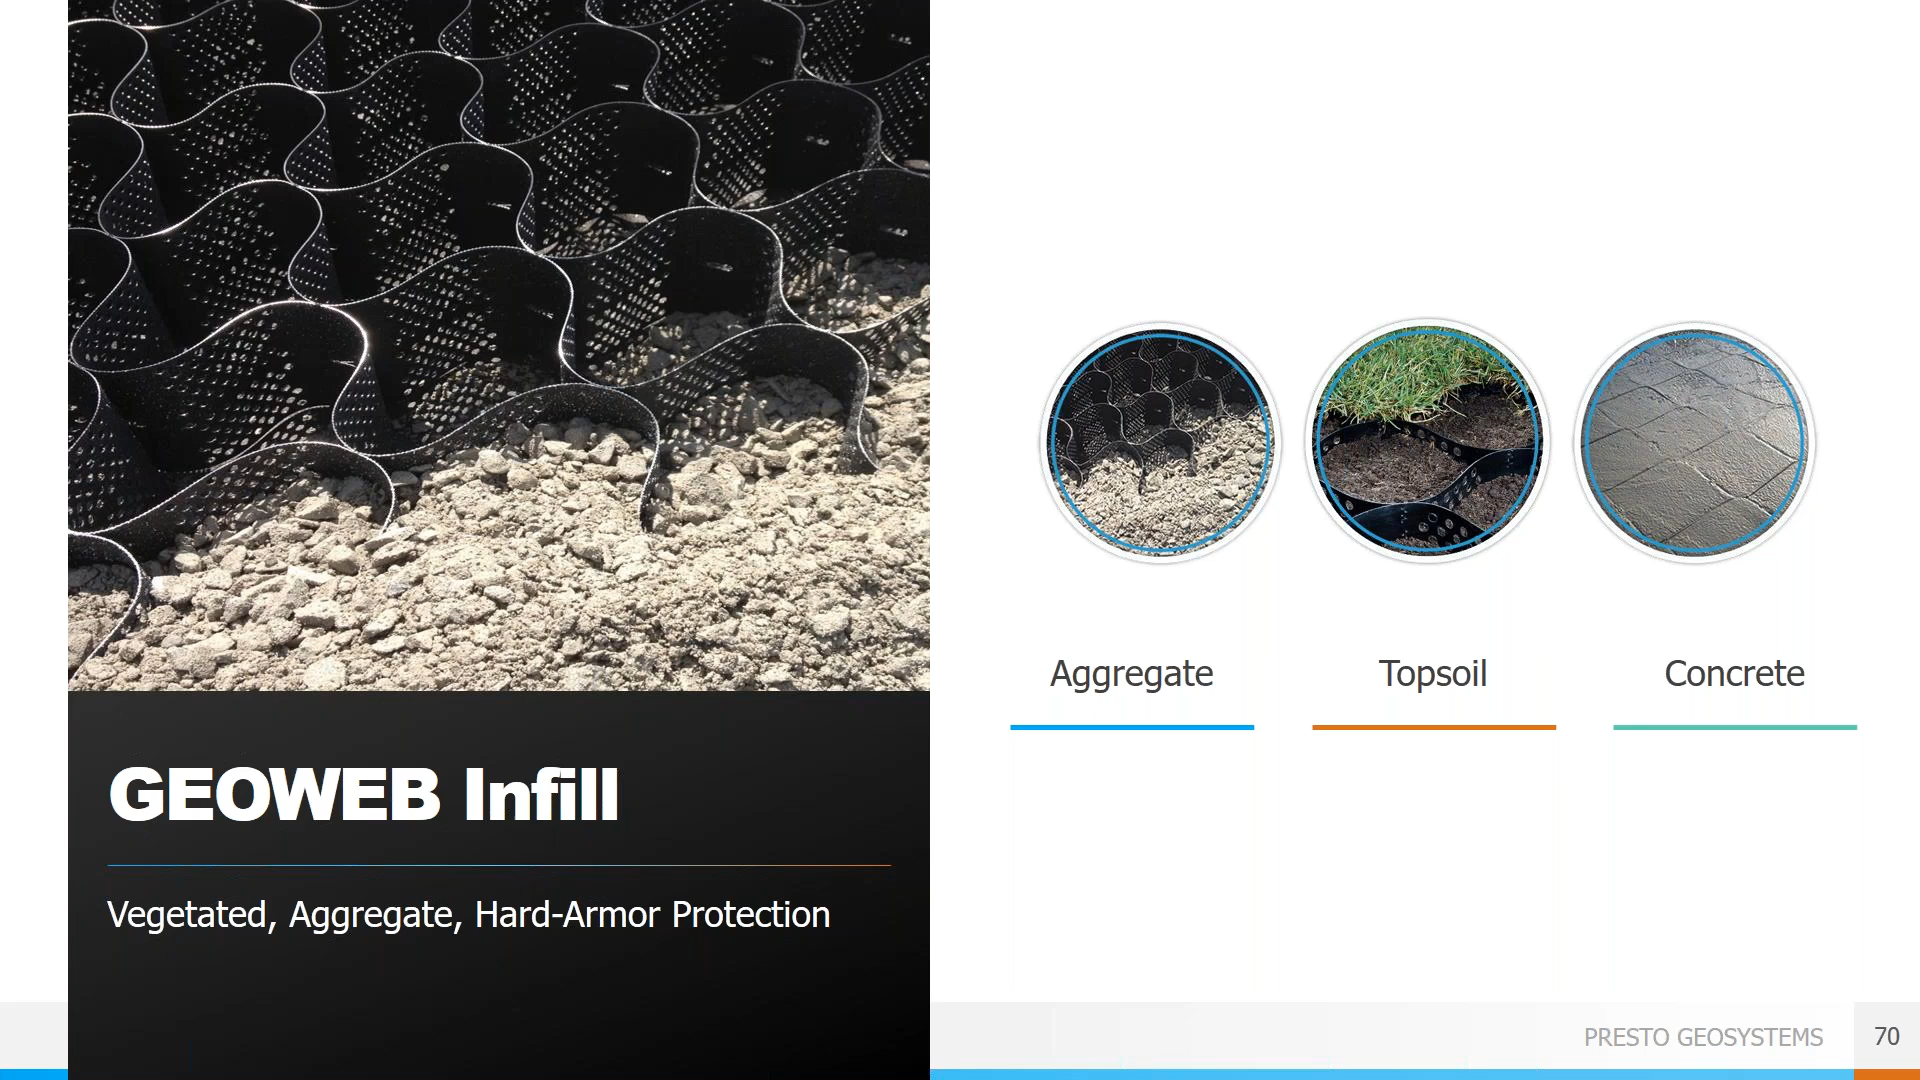 GEOWEB Infill
Vegetated, Aggregate, Hard-Armor Protection
Aggregate
Topsoil
Concrete
PRESTO GEOSYSTEMS
70